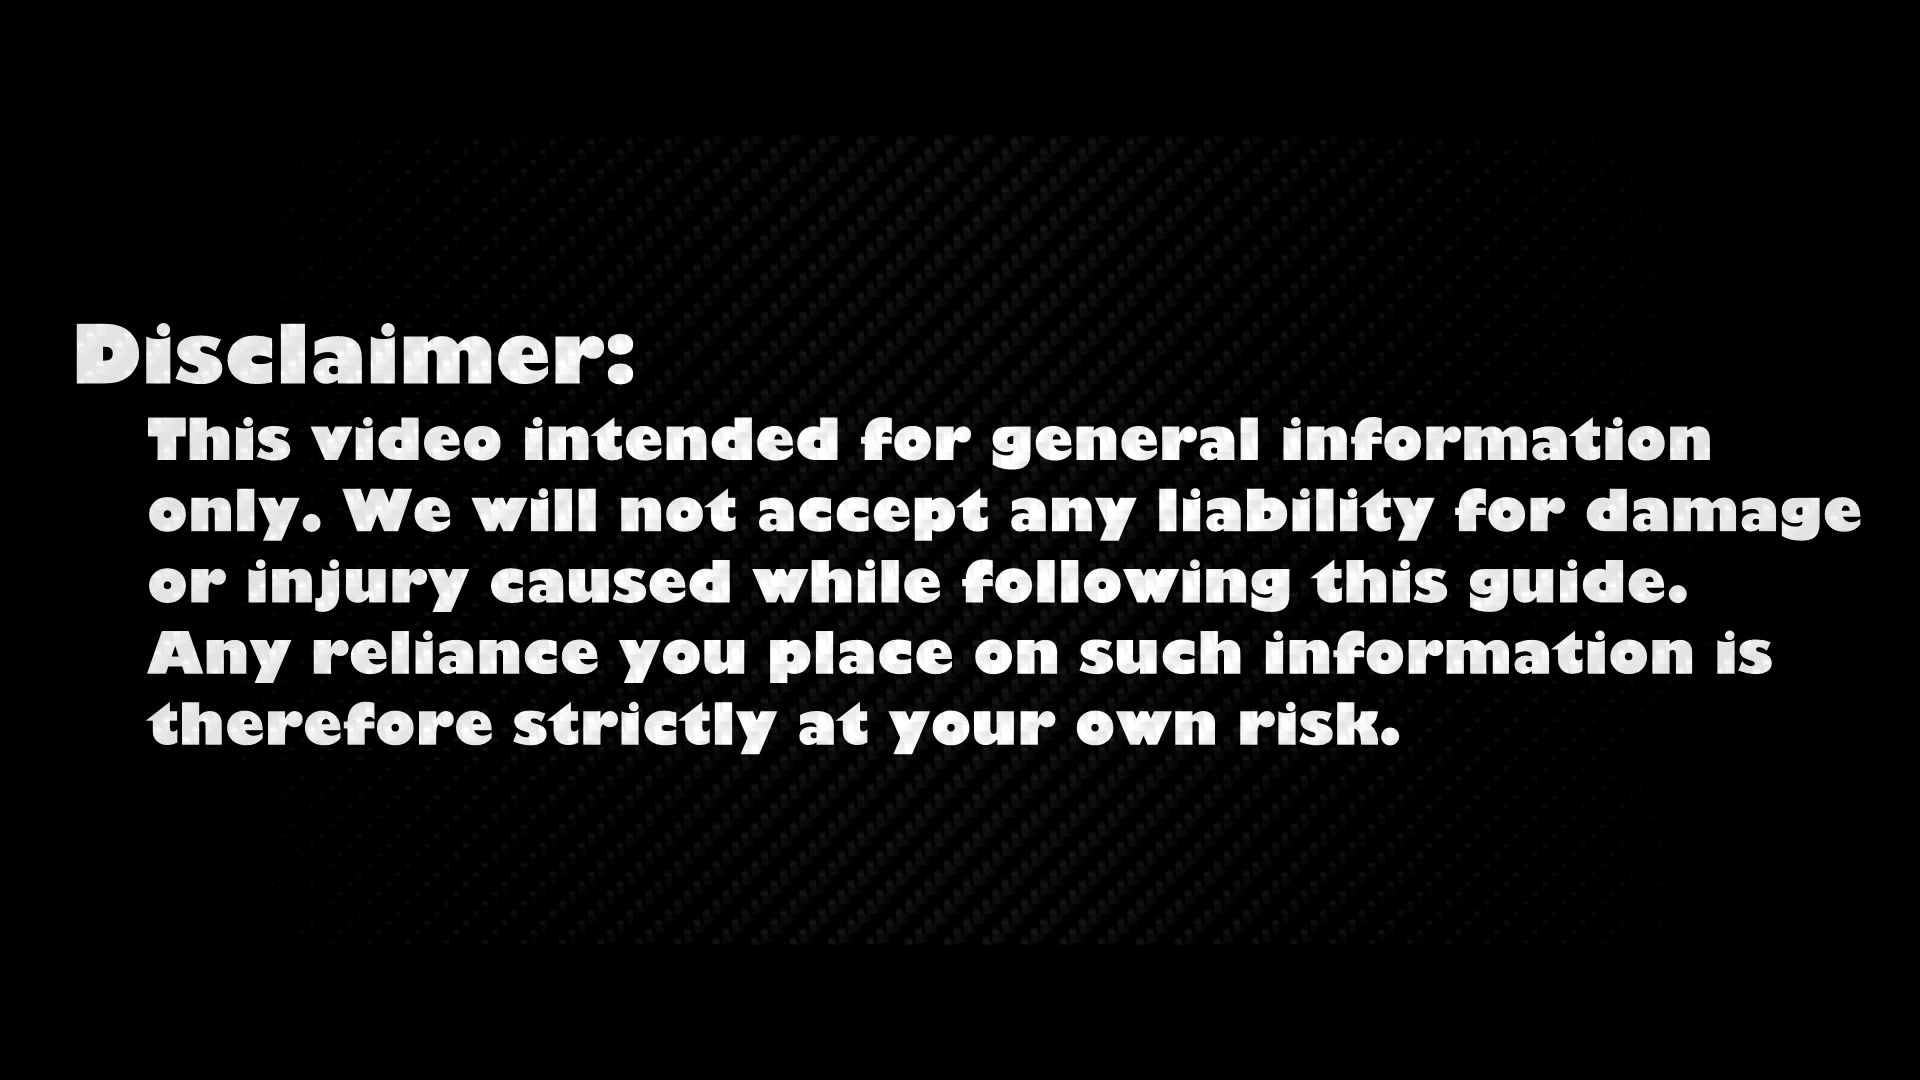 Disclaimer:
This video intended for general information
only. We will not accept any liability for damage
or injury caused while following this guide.
Any reliance you place on such information is
therefore strictly at your own risk.